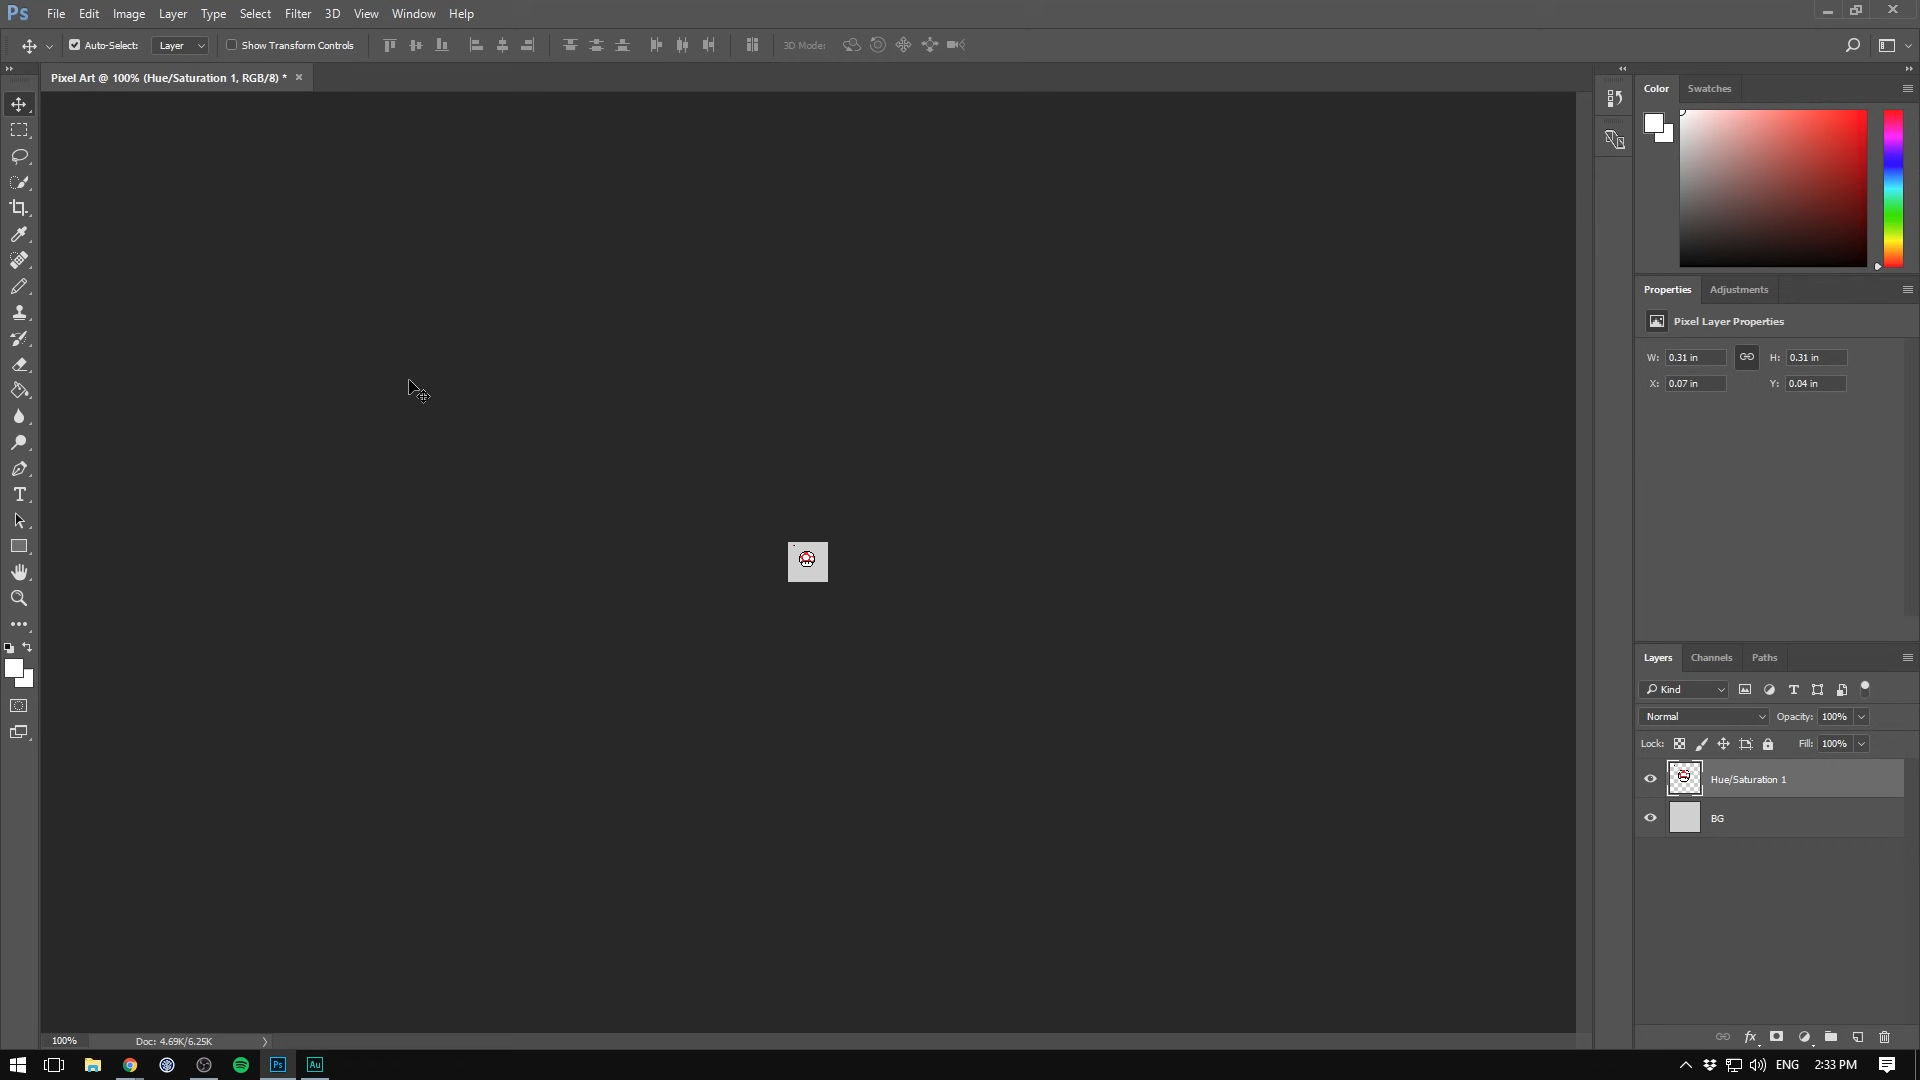 Ps File Edit Image Layer Type Select Filter 3D View Window Help
Auto-Select: Layer Show Transform Controls 3D Mode:
Pixel Art @ 100% (Hue/Saturation 1, RGB/8) *
Color Swatches
Properties Adjustments
Pixel Layer Properties
W: 0.31 in H: 0.31 in
X: 0.07 in Y: 0.04 in
Layers Channels Paths
Kind
Normal Opacity: 100%
Lock: Fill: 100%
Hue/Saturation 1
BG
100% Doc: 4.69K/6.25K
Ps Au ENG 2:33 PM